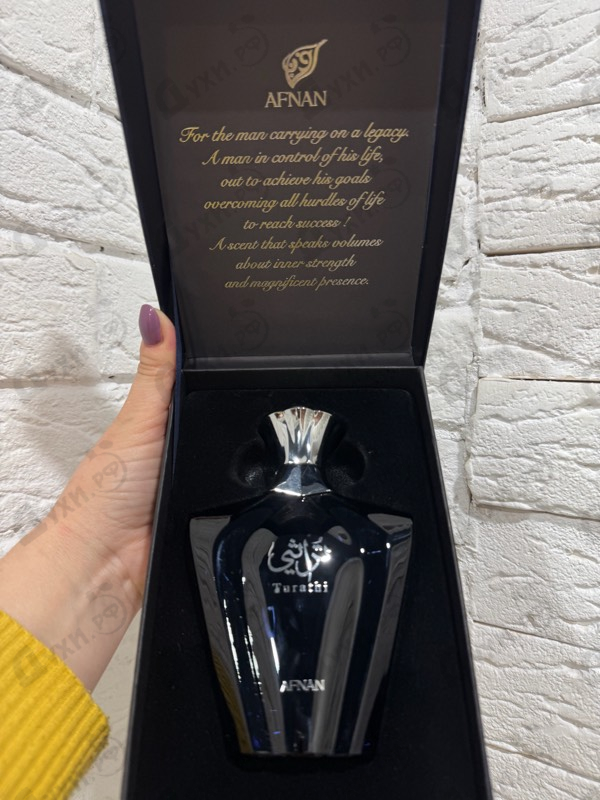 AFNAN
For the man carrying on a legacy.
A man in control of his life,
out to achieve his goals
overcoming all hurdles of life
to reach success !
A scent that speaks volumes
about inner strength
and magnificent presence.
تراثي
Turathi
AFNAN
духи.рф